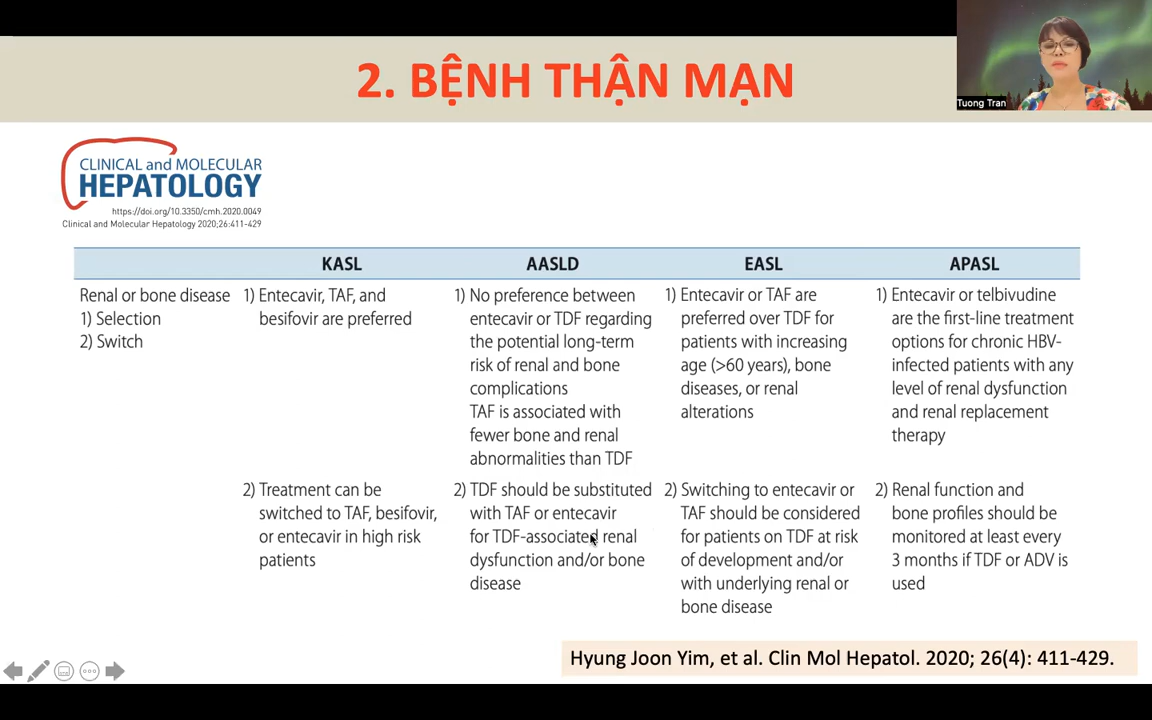 2. BỆNH THẬN MẠN
Tuong Tran
CLINICAL and MOLECULAR
HEPATOLOGY
https://doi.org/10.3350/cmh.2020.0049
Clinical and Molecular Hepatology 2020;26:411-429
KASL AASLD EASL APASL
Renal or bone disease
1) Selection
2) Switch
1) Entecavir, TAF, and
besifovir are preferred
1) No preference between
entecavir or TDF regarding
the potential long-term
risk of renal and bone
complications
TAF is associated with
fewer bone and renal
abnormalities than TDF
1) Entecavir or TAF are
preferred over TDF for
patients with increasing
age (>60 years), bone
diseases, or renal
alterations
1) Entecavir or telbivudine
are the first-line treatment
options for chronic HBV-
infected patients with any
level of renal dysfunction
and renal replacement
therapy
2) Treatment can be
switched to TAF, besifovir,
or entecavir in high risk
patients
2) TDF should be substituted
with TAF or entecavir
for TDF-associated renal
dysfunction and/or bone
disease
2) Switching to entecavir or
TAF should be considered
for patients on TDF at risk
of development and/or
with underlying renal or
bone disease
2) Renal function and
bone profiles should be
monitored at least every
3 months if TDF or ADV is
used
Hyung Joon Yim, et al. Clin Mol Hepatol. 2020; 26(4): 411-429.